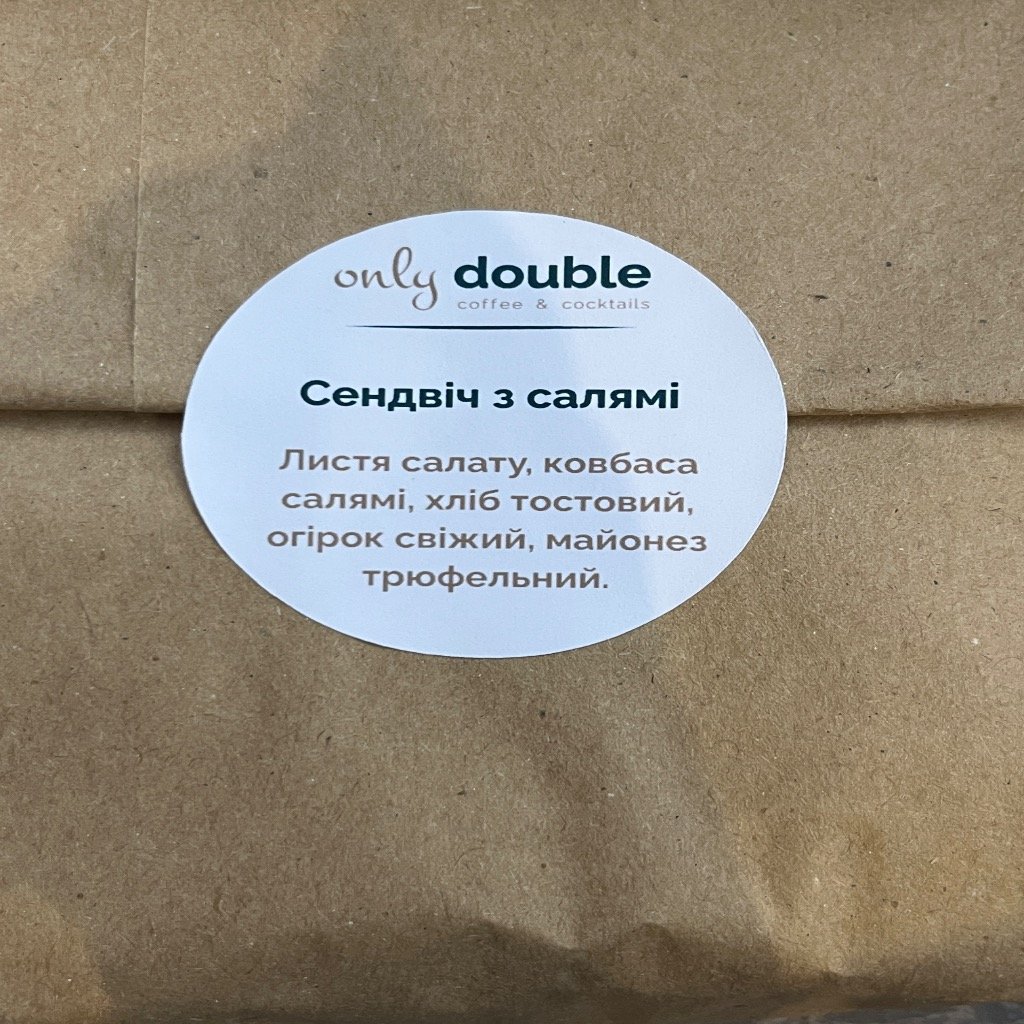 only double
coffee & cocktails
Сендвіч з салямі
Листя салату, ковбаса
салямі, хліб тостовий,
огірок свіжий, майонез
трюфельний.